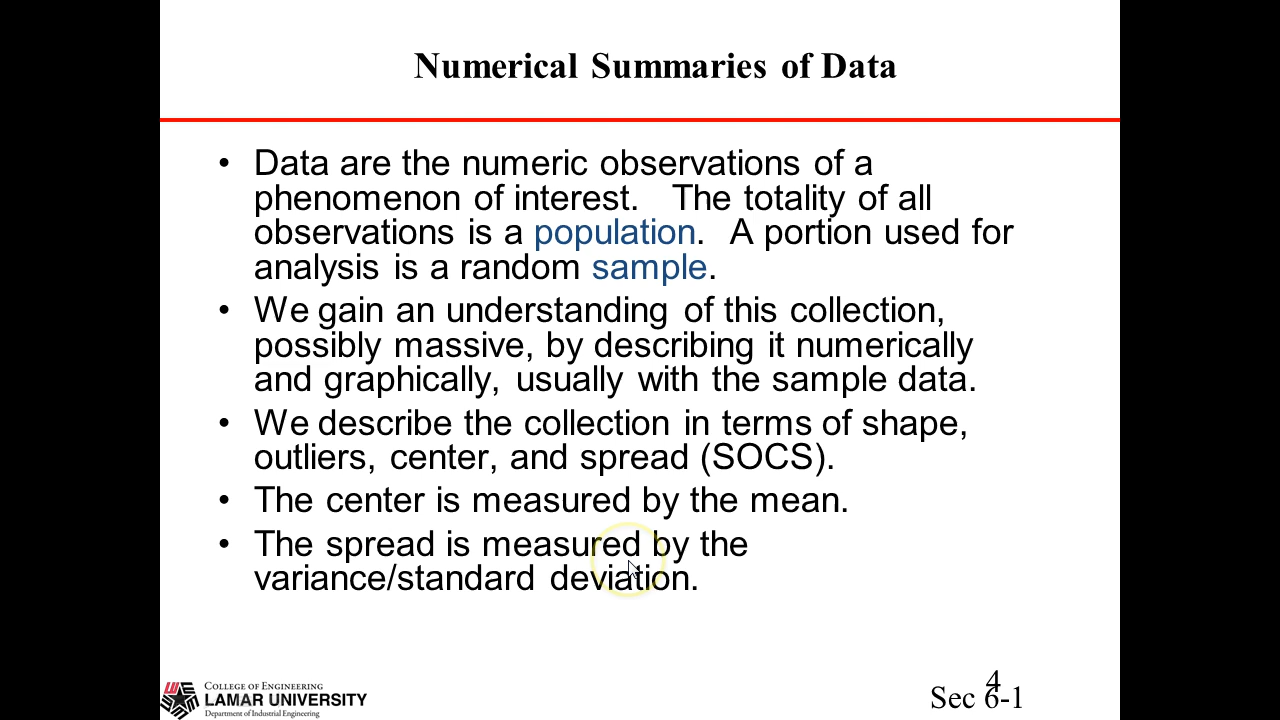 Numerical Summaries of Data
• Data are the numeric observations of a
phenomenon of interest. The totality of all
observations is a population. A portion used for
analysis is a random sample.
• We gain an understanding of this collection,
possibly massive, by describing it numerically
and graphically, usually with the sample data.
• We describe the collection in terms of shape,
outliers, center, and spread (SOCS).
• The center is measured by the mean.
• The spread is measured by the
variance/standard deviation.
College of Engineering
LAMAR UNIVERSITY
Department of Industrial Engineering
4
Sec 6-1